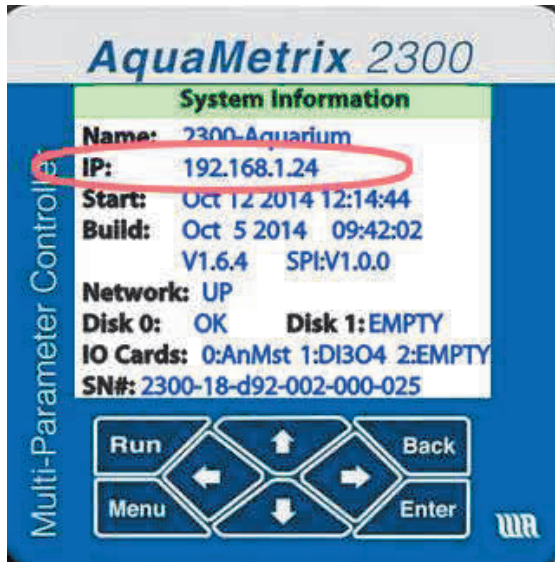 AquaMetrix 2300
System Information
Name: 2300-Aquarium
IP: 192.168.1.24
Start: Oct 12 2014 12:14:44
Build: Oct 5 2014 09:42:02
V1.6.4 SPI:V1.0.0
Network: UP
Disk 0: OK Disk 1: EMPTY
IO Cards: 0:AnMst 1:DI3O4 2:EMPTY
SN#: 2300-18-d92-002-000-025
Multi-Parameter Controller
Run
Back
Menu
Enter